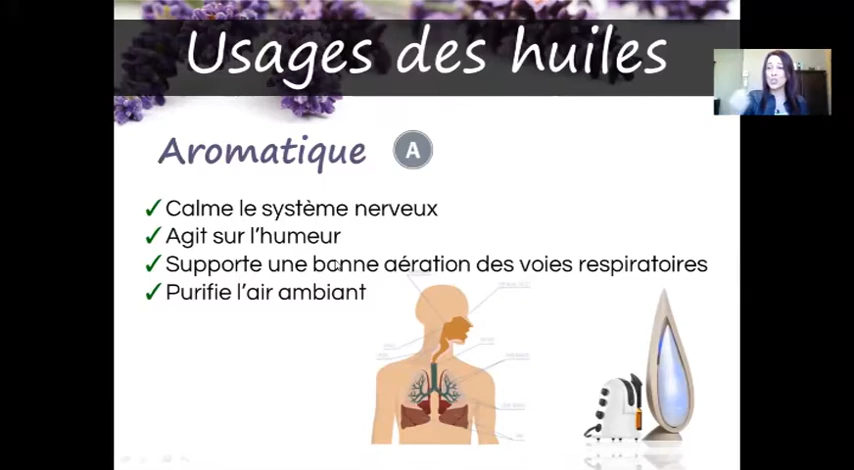 Usages des huiles
Aromatique A
✓Calme le système nerveux
✓Agit sur l'humeur
✓Supporte une bonne aération des voies respiratoires
✓Purifie l'air ambiant